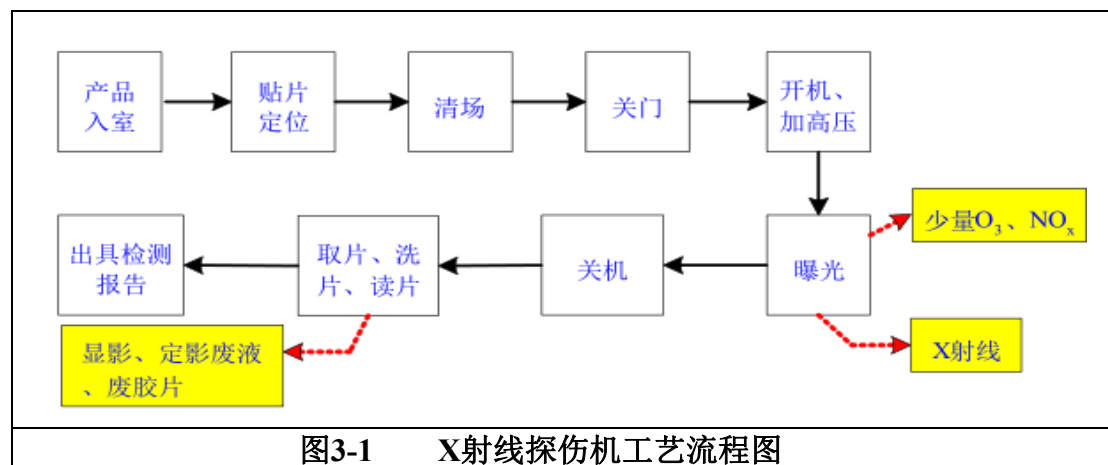 产品
入室
贴片
定位
清场
关门
开机、
加高压
少量O₃、NOₓ
出具检测
报告
取片、洗
片、读片
关机
曝光
显影、定影废液
、废胶片
X射线
图3-1 X射线探伤机工艺流程图